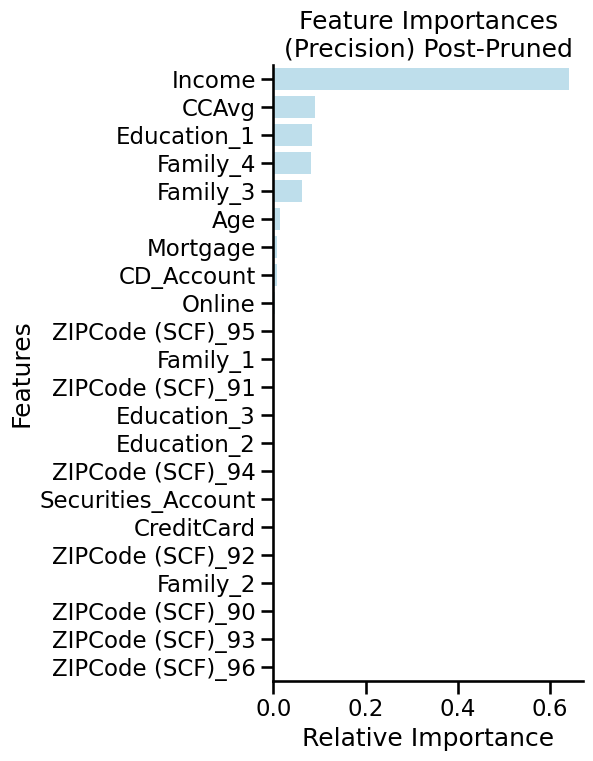 Feature Importances
(Precision) Post-Pruned
Income
CCAvg
Education_1
Family_4
Family_3
Age
Mortgage
CD_Account
Online
ZIPCode (SCF)_95
Family_1
ZIPCode (SCF)_91
Education_3
Education_2
ZIPCode (SCF)_94
Securities_Account
CreditCard
ZIPCode (SCF)_92
Family_2
ZIPCode (SCF)_90
ZIPCode (SCF)_93
ZIPCode (SCF)_96
Features
0.0 0.2 0.4 0.6
Relative Importance